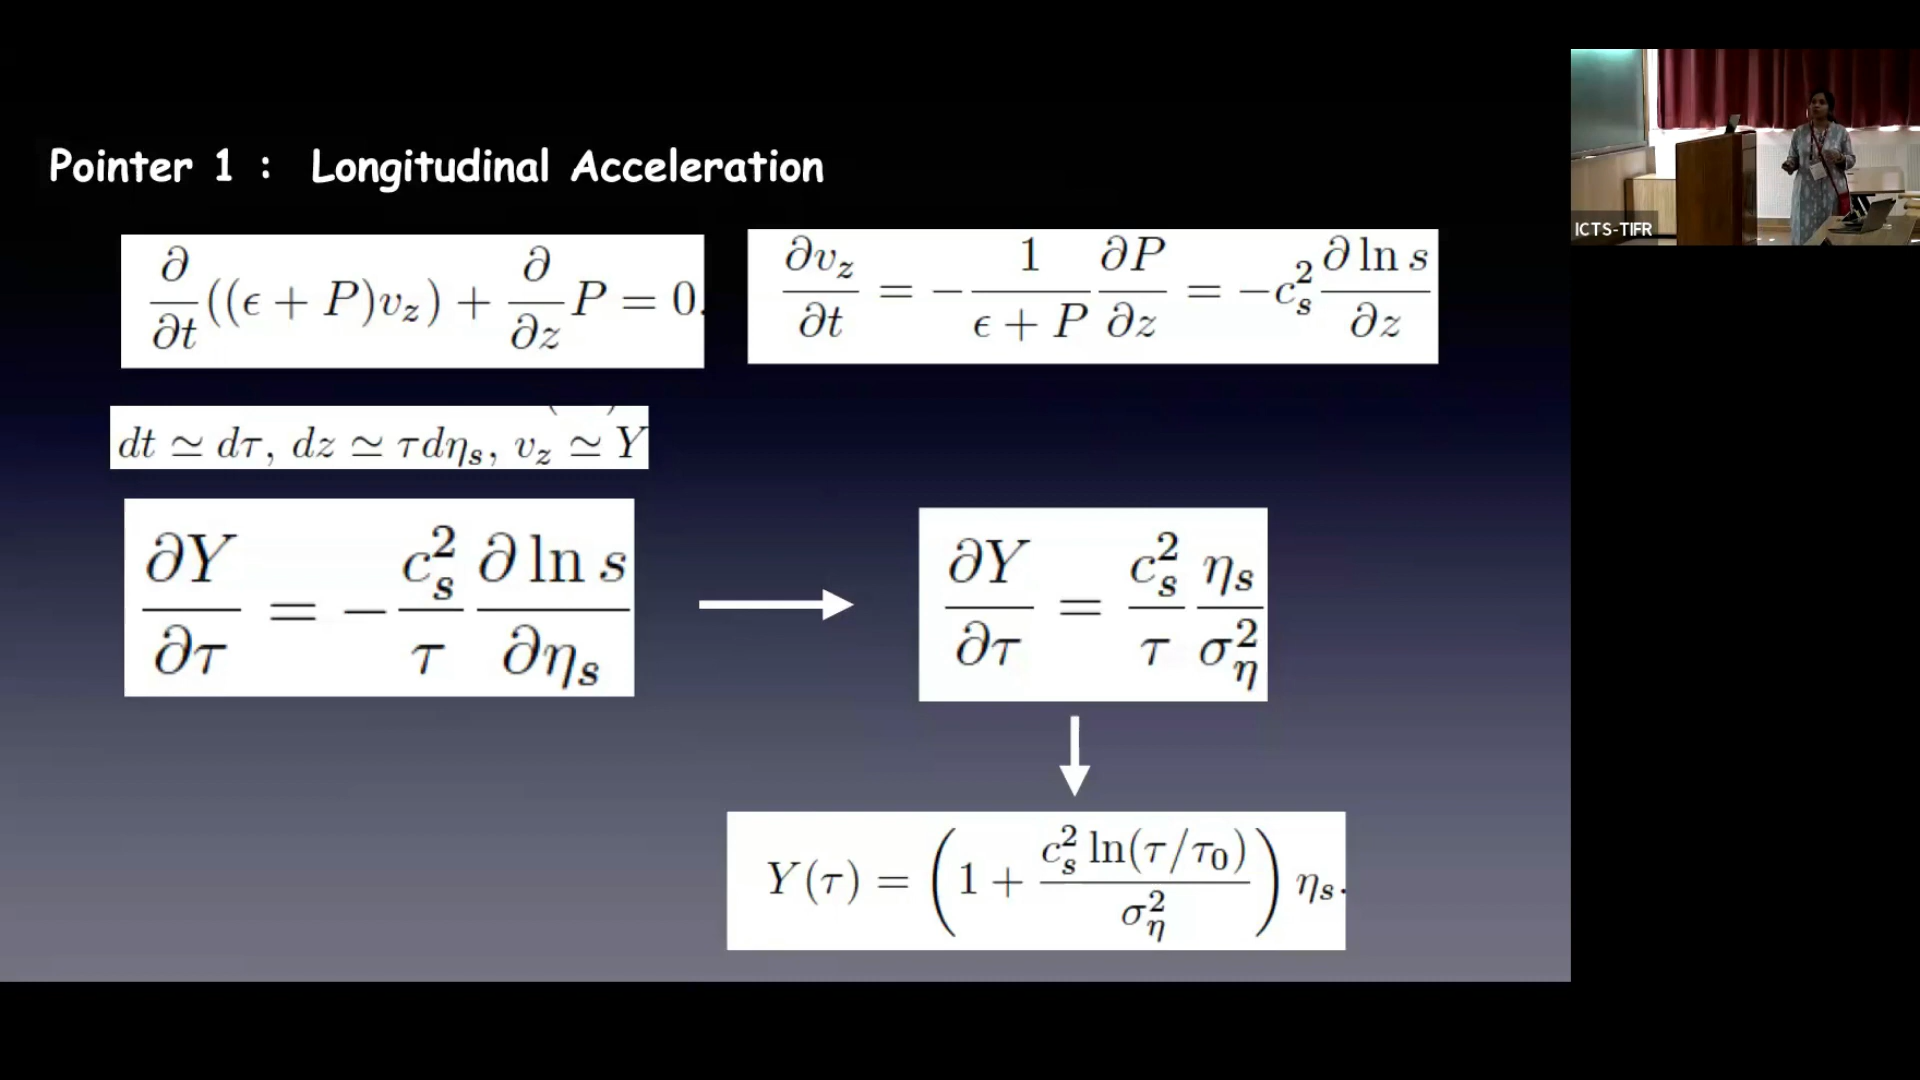 Pointer 1 : Longitudinal Acceleration
∂/∂t((ϵ + P)v_z) + ∂/∂z P = 0.
∂v_z/∂t = −1/(ϵ + P) ∂P/∂z = −c_s^2 ∂ ln s/∂z
dt ≃ dτ, dz ≃ τdη_s, v_z ≃ Y
∂Y/∂τ = −c_s^2/τ ∂ ln s/∂η_s
∂Y/∂τ = c_s^2/τ η_s/σ_η^2
Y(τ) = (1 + c_s^2 ln(τ/τ_0)/σ_η^2) η_s.
ICTS-TIFR